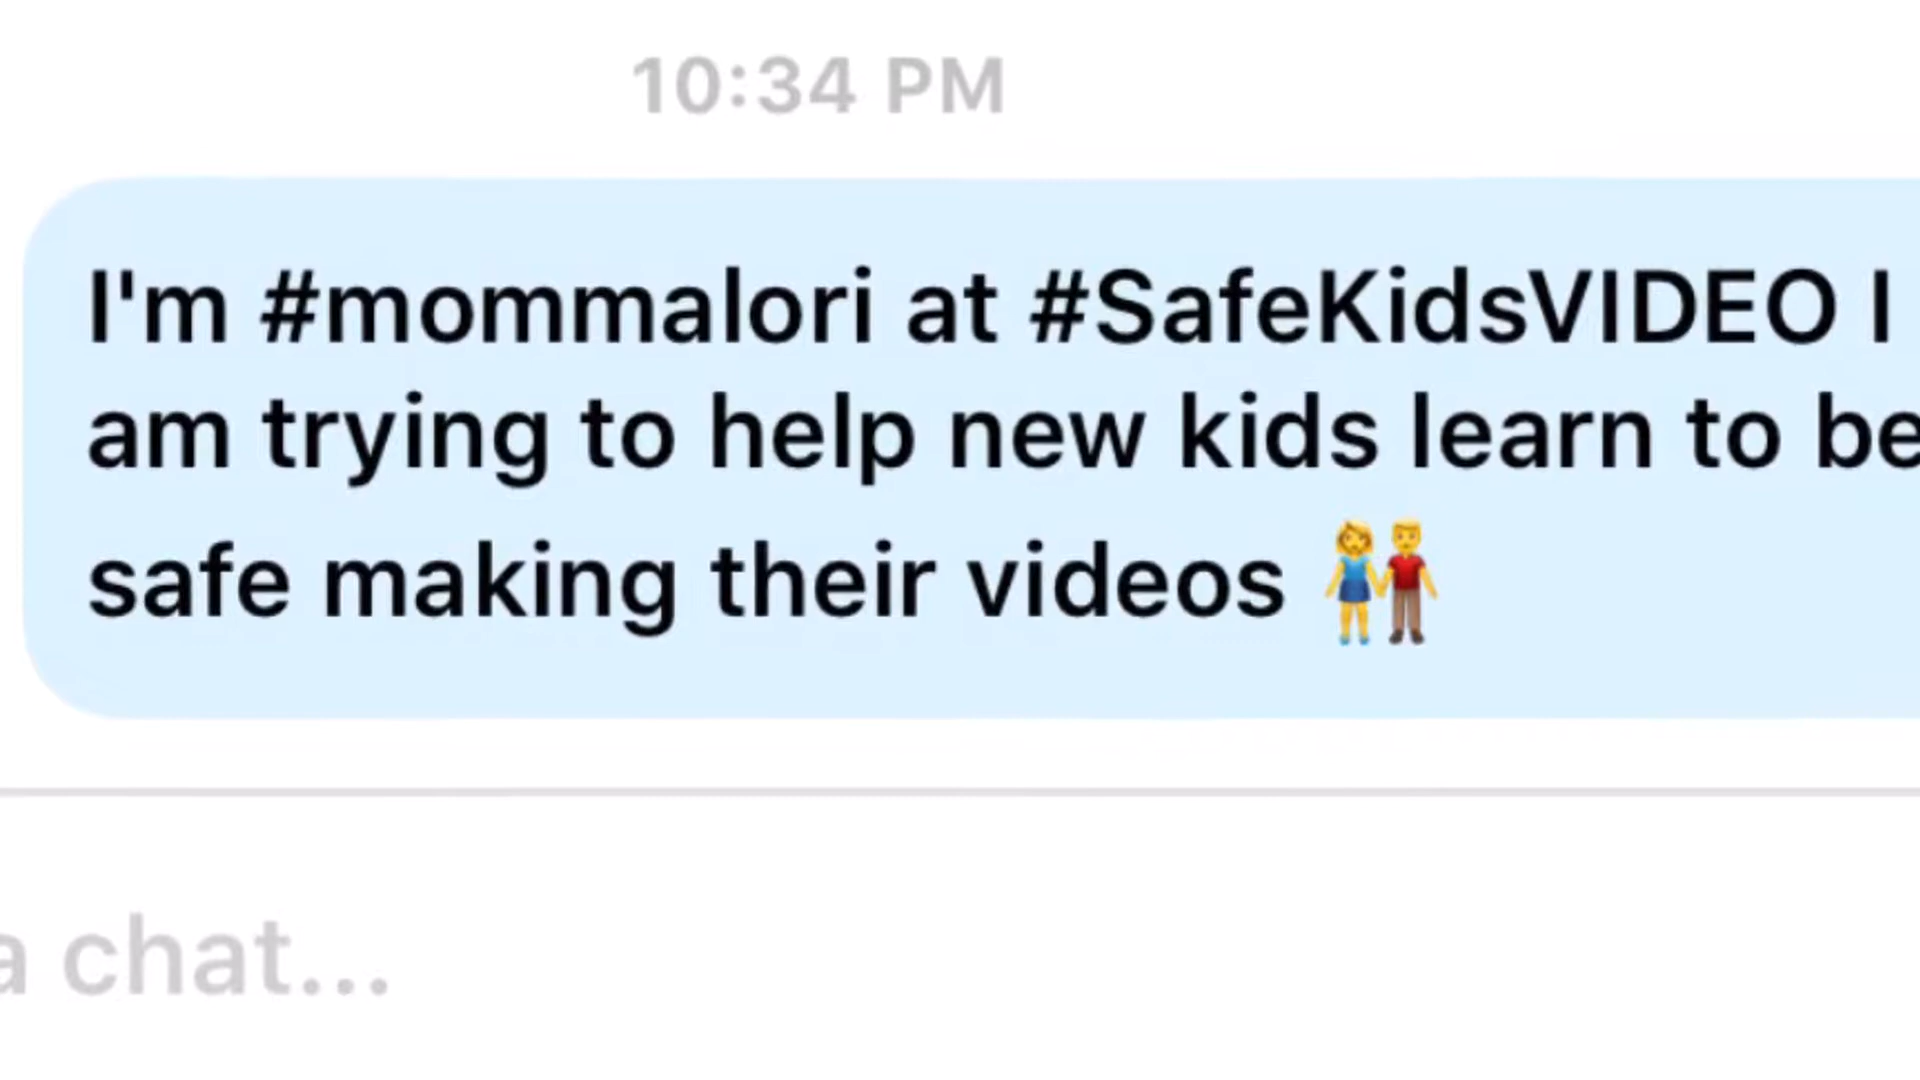 10:34 PM
I'm #mommalori at #SafeKidsVIDEO I
am trying to help new kids learn to be
safe making their videos 👫
a chat...